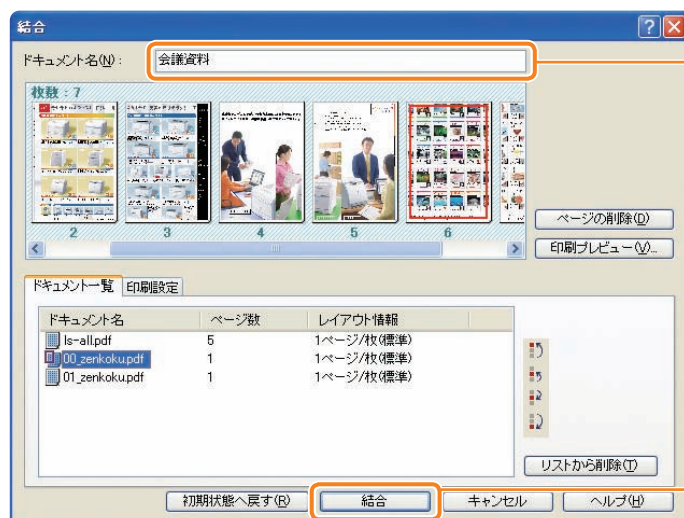 結合
ドキュメント名(N): 会議資料
枚数:7
2 3 4 5 6
ページの削除(D)
印刷プレビュー(V)...
ドキュメント一覧 印刷設定
ドキュメント名 ページ数 レイアウト情報
ls-all.pdf 5 1ページ/枚(標準)
00_zenkoku.pdf 1 1ページ/枚(標準)
01_zenkoku.pdf 1 1ページ/枚(標準)
リストから削除(T)
初期状態へ戻す(R) 結合 キャンセル ヘルプ(H)